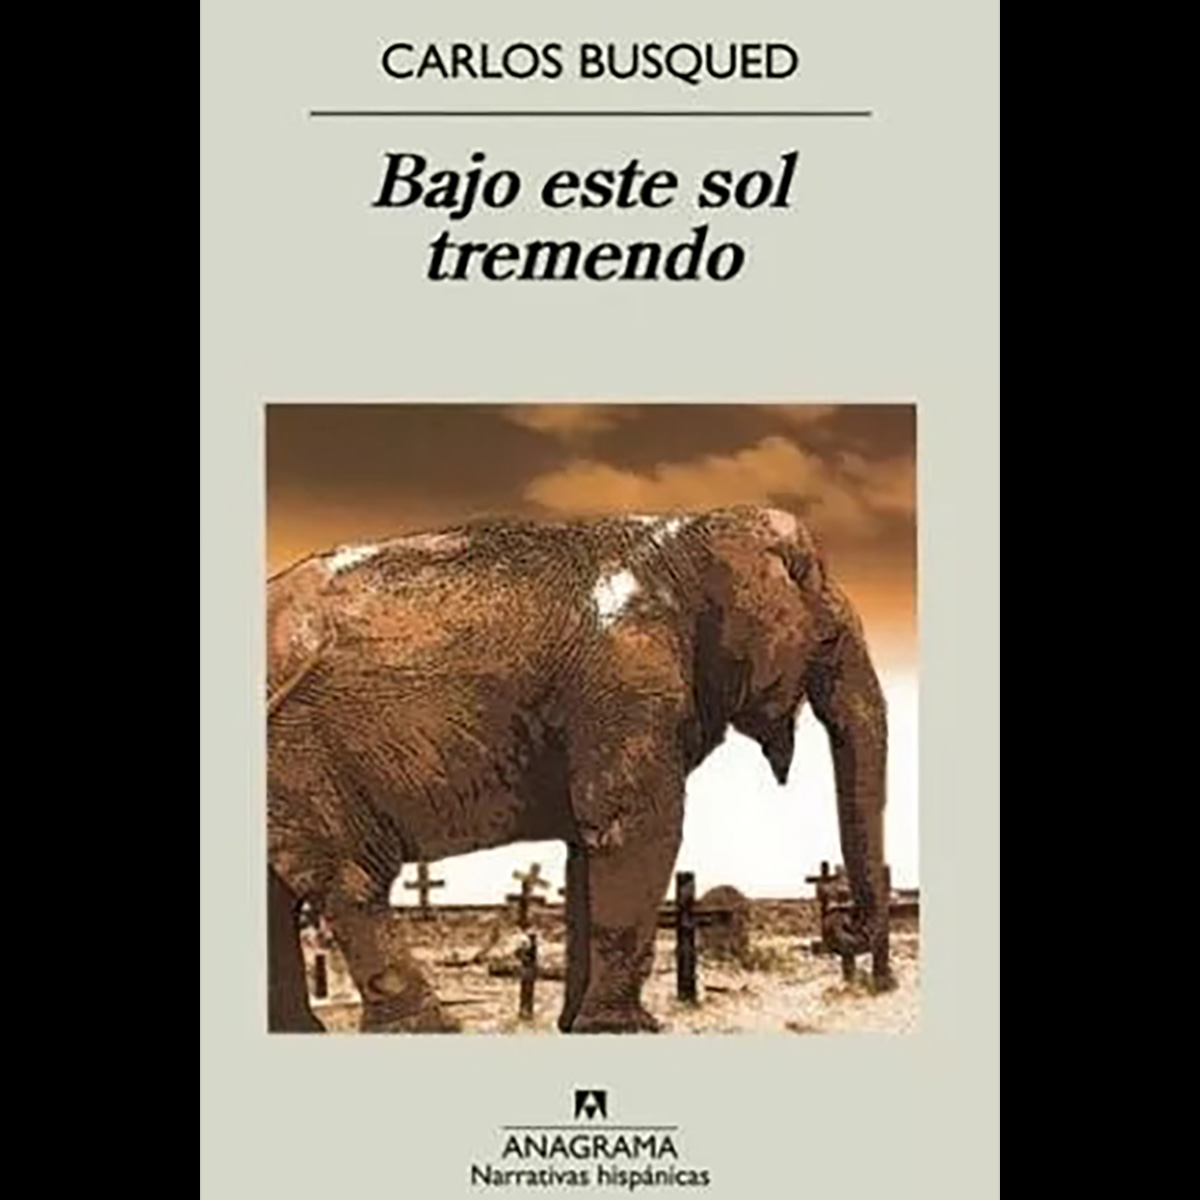 CARLOS BUSQUED
Bajo este sol
tremendo
ANAGRAMA
Narrativas hispánicas